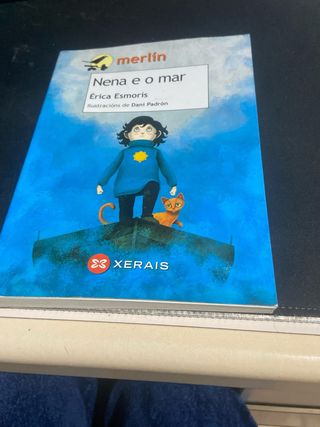 merlín
Nena e o mar
Érica Esmorís
Ilustracións de Dani Padrón
XERAIS